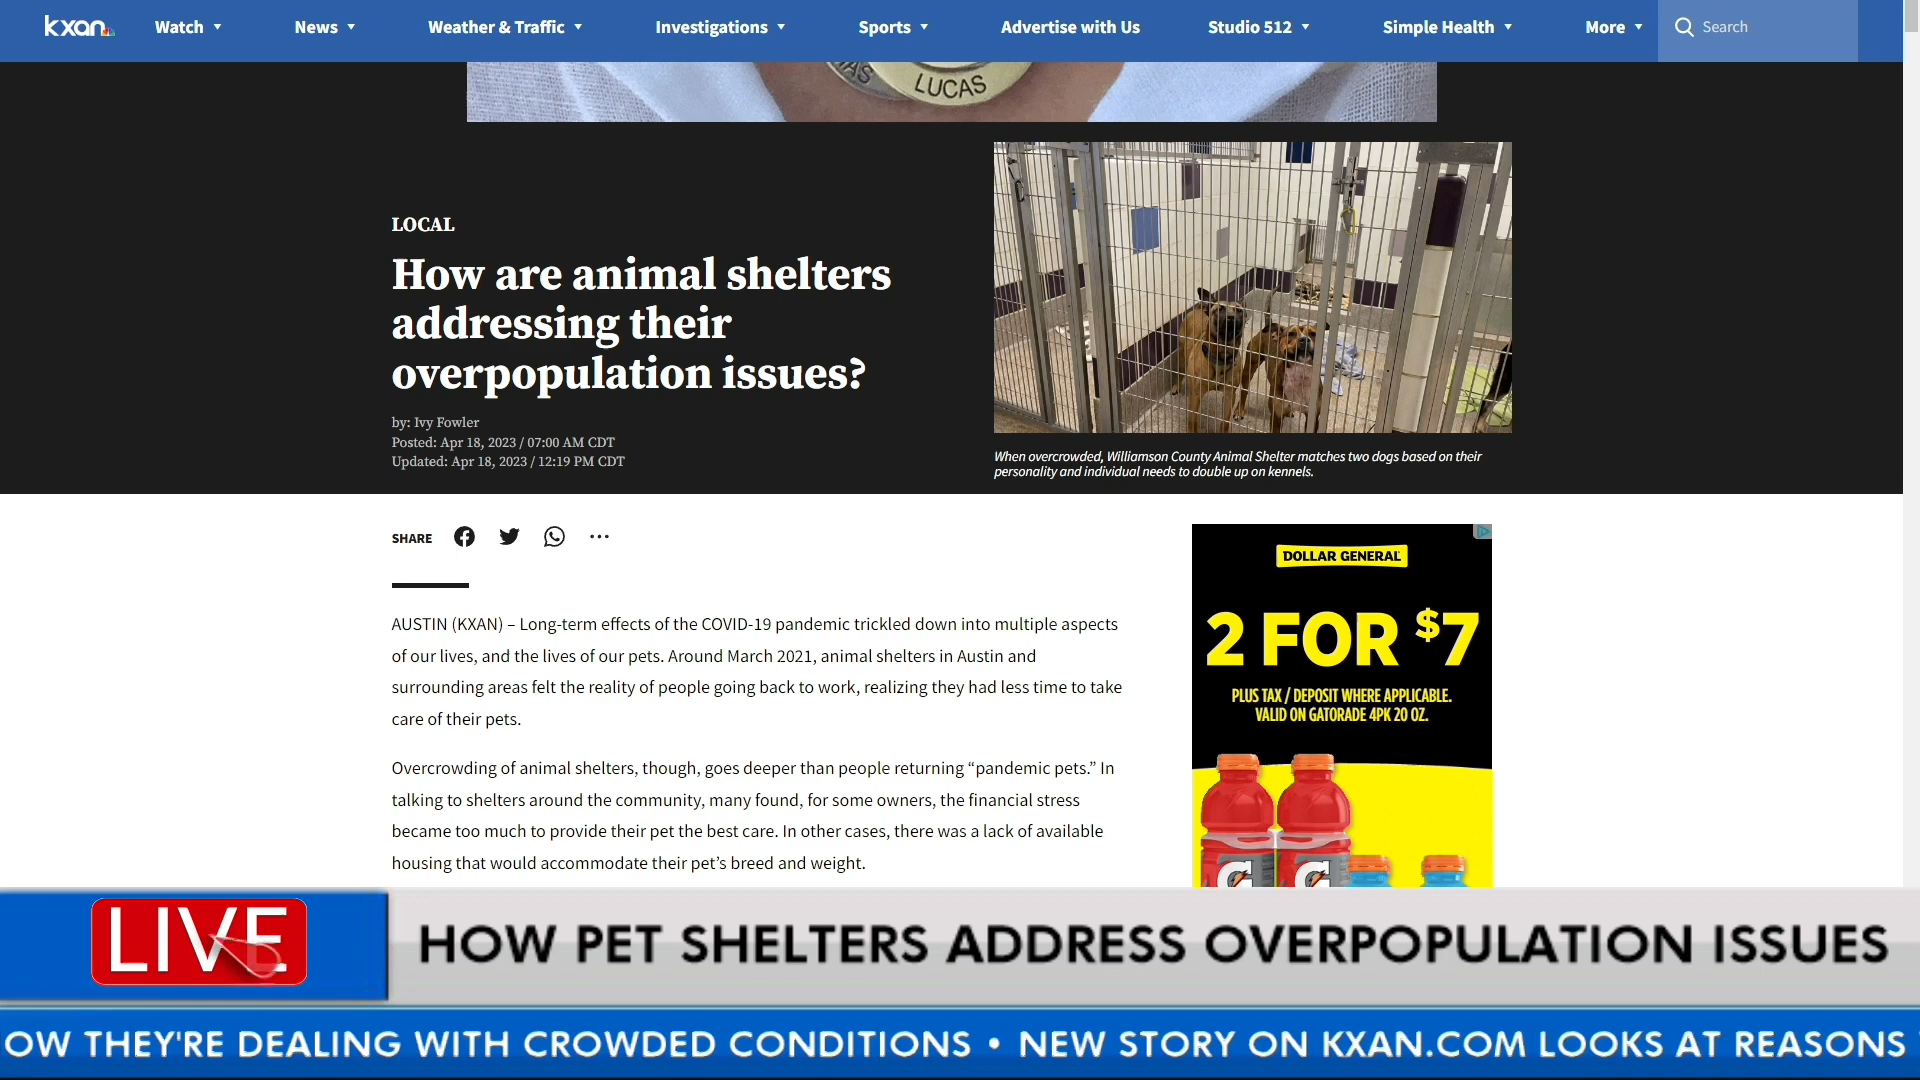 kxan
Watch
News
Weather & Traffic
Investigations
Sports
Advertise with Us
Studio 512
Simple Health
More
Search
LUCAS
LOCAL
How are animal shelters
addressing their
overpopulation issues?
by: Ivy Fowler
Posted: Apr 18, 2023 / 07:00 AM CDT
Updated: Apr 18, 2023 / 12:19 PM CDT
When overcrowded, Williamson County Animal Shelter matches two dogs based on their
personality and individual needs to double up on kennels.
SHARE
AUSTIN (KXAN) – Long-term effects of the COVID-19 pandemic trickled down into multiple aspects
of our lives, and the lives of our pets. Around March 2021, animal shelters in Austin and
surrounding areas felt the reality of people going back to work, realizing they had less time to take
care of their pets.
Overcrowding of animal shelters, though, goes deeper than people returning “pandemic pets.” In
talking to shelters around the community, many found, for some owners, the financial stress
became too much to provide their pet the best care. In other cases, there was a lack of available
housing that would accommodate their pet’s breed and weight.
DOLLAR GENERAL
2 FOR $7
PLUS TAX / DEPOSIT WHERE APPLICABLE.
VALID ON GATORADE 4PK 20 OZ.
G G
LIVE
HOW PET SHELTERS ADDRESS OVERPOPULATION ISSUES
OW THEY'RE DEALING WITH CROWDED CONDITIONS • NEW STORY ON KXAN.COM LOOKS AT REASONS